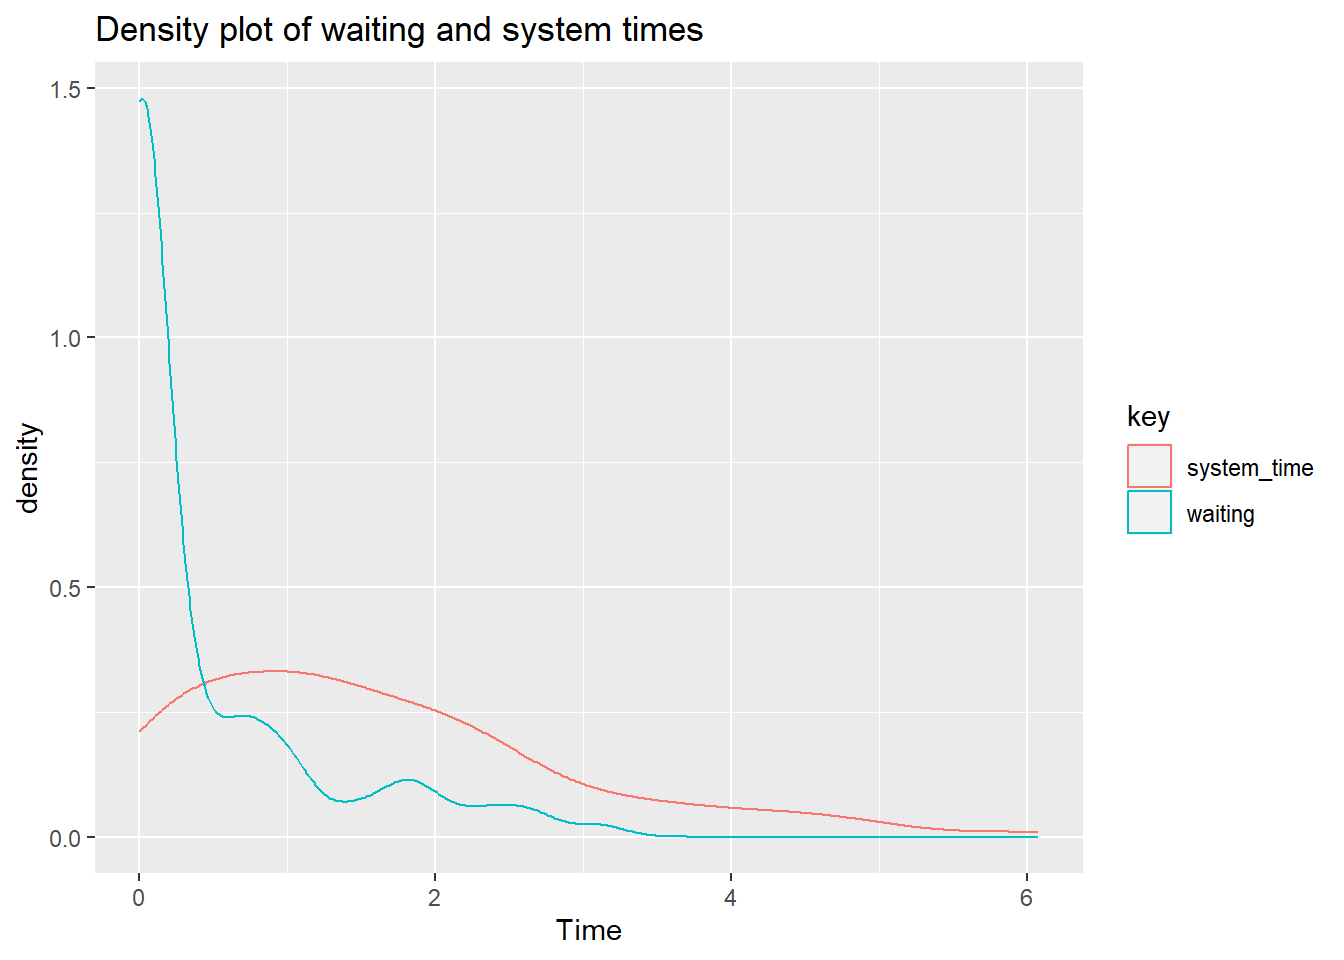 Density plot of waiting and system times
1.5
1.0
0.5
0.0
density
0
2
4
6
Time
key
system_time
waiting